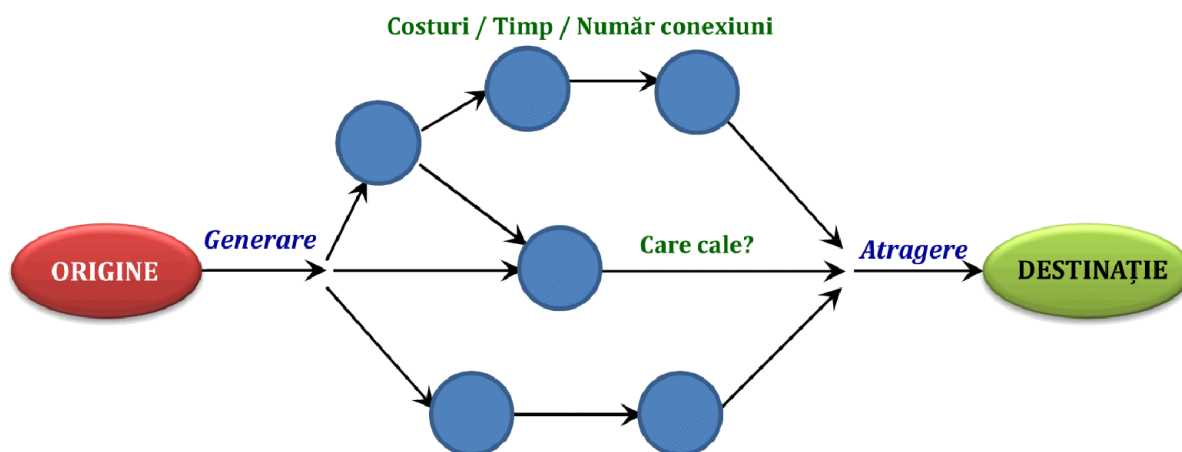 Costuri / Timp / Număr conexiuni
Generare
Care cale?
Atragere
ORIGINE
DESTINAȚIE